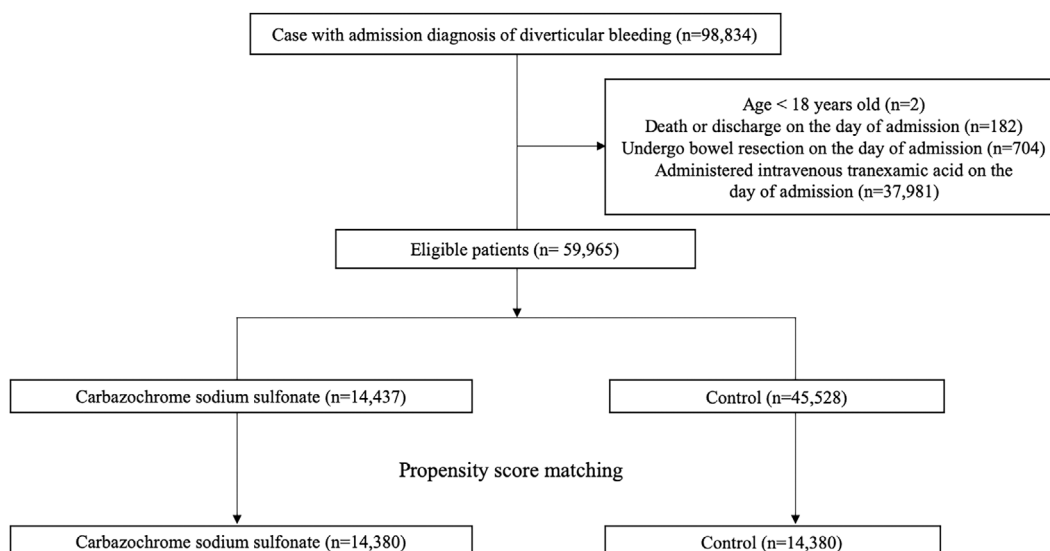 Case with admission diagnosis of diverticular bleeding (n=98,834)
Age < 18 years old (n=2)
Death or discharge on the day of admission (n=182)
Undergo bowel resection on the day of admission (n=704)
Administered intravenous tranexamic acid on the
day of admission (n=37,981)
Eligible patients (n= 59,965)
Carbazochrome sodium sulfonate (n=14,437)
Control (n=45,528)
Propensity score matching
Carbazochrome sodium sulfonate (n=14,380)
Control (n=14,380)